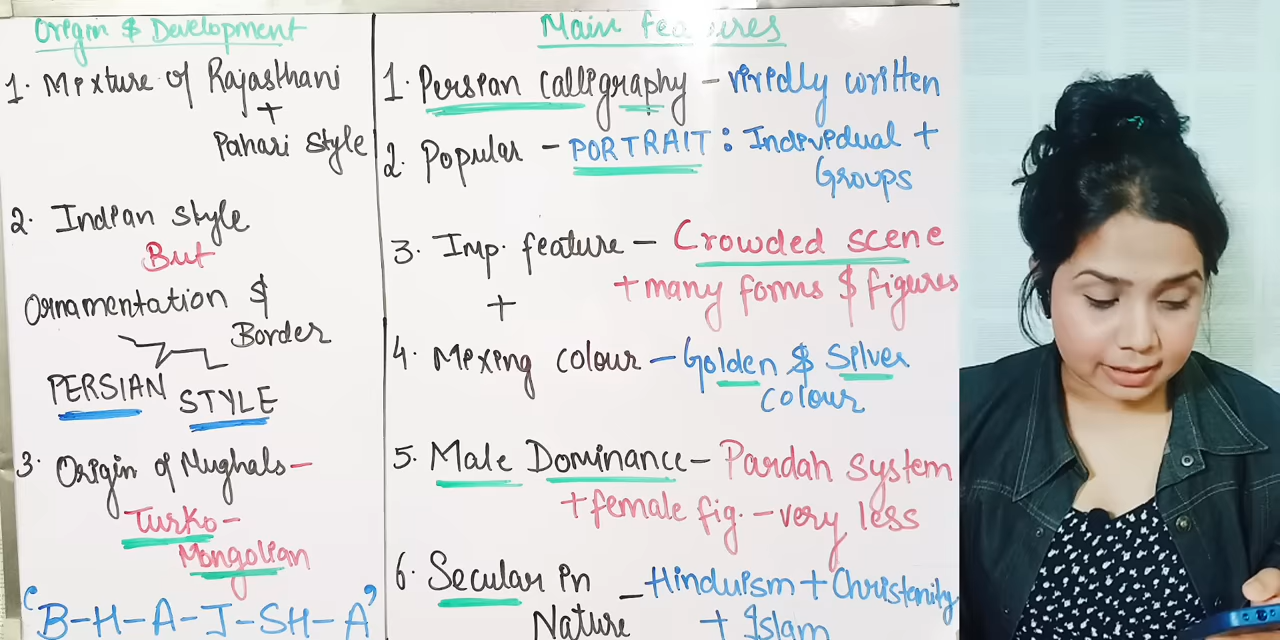 Origin & Development
1. Mixture of Rajasthani
+
Pahari Style
2. Indian style
But
Ornamentation &
Border
PERSIAN STYLE
3. Origin of Mughals-
Turko-
Mongolian
"B-H-A-J-SH-A"
Main features
1. Persian calligraphy - vividly written
2. Popular - PORTRAIT : Individual +
Groups
3. Imp. feature - Crowded scene
+ many forms & figures
+
4. Mixing colour - Golden & Silver
colour
5. Male Dominance - Pardah system
+ female fig. - very less
6. Secular in Nature - Hinduism + Christianity
+ Islam